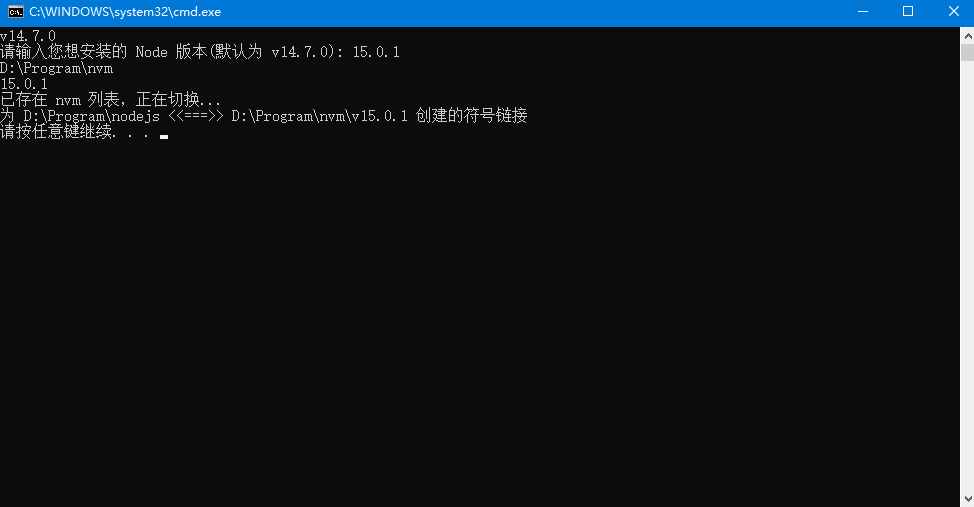 C:\WINDOWS\system32\cmd.exe
v14.7.0
请输入您想安装的 Node 版本(默认为 v14.7.0): 15.0.1
D:\Program\nvm
15.0.1
已存在 nvm 列表，正在切换...
为 D:\Program\nodejs <<===>> D:\Program\nvm\v15.0.1 创建的符号链接
请按任意键继续. . .